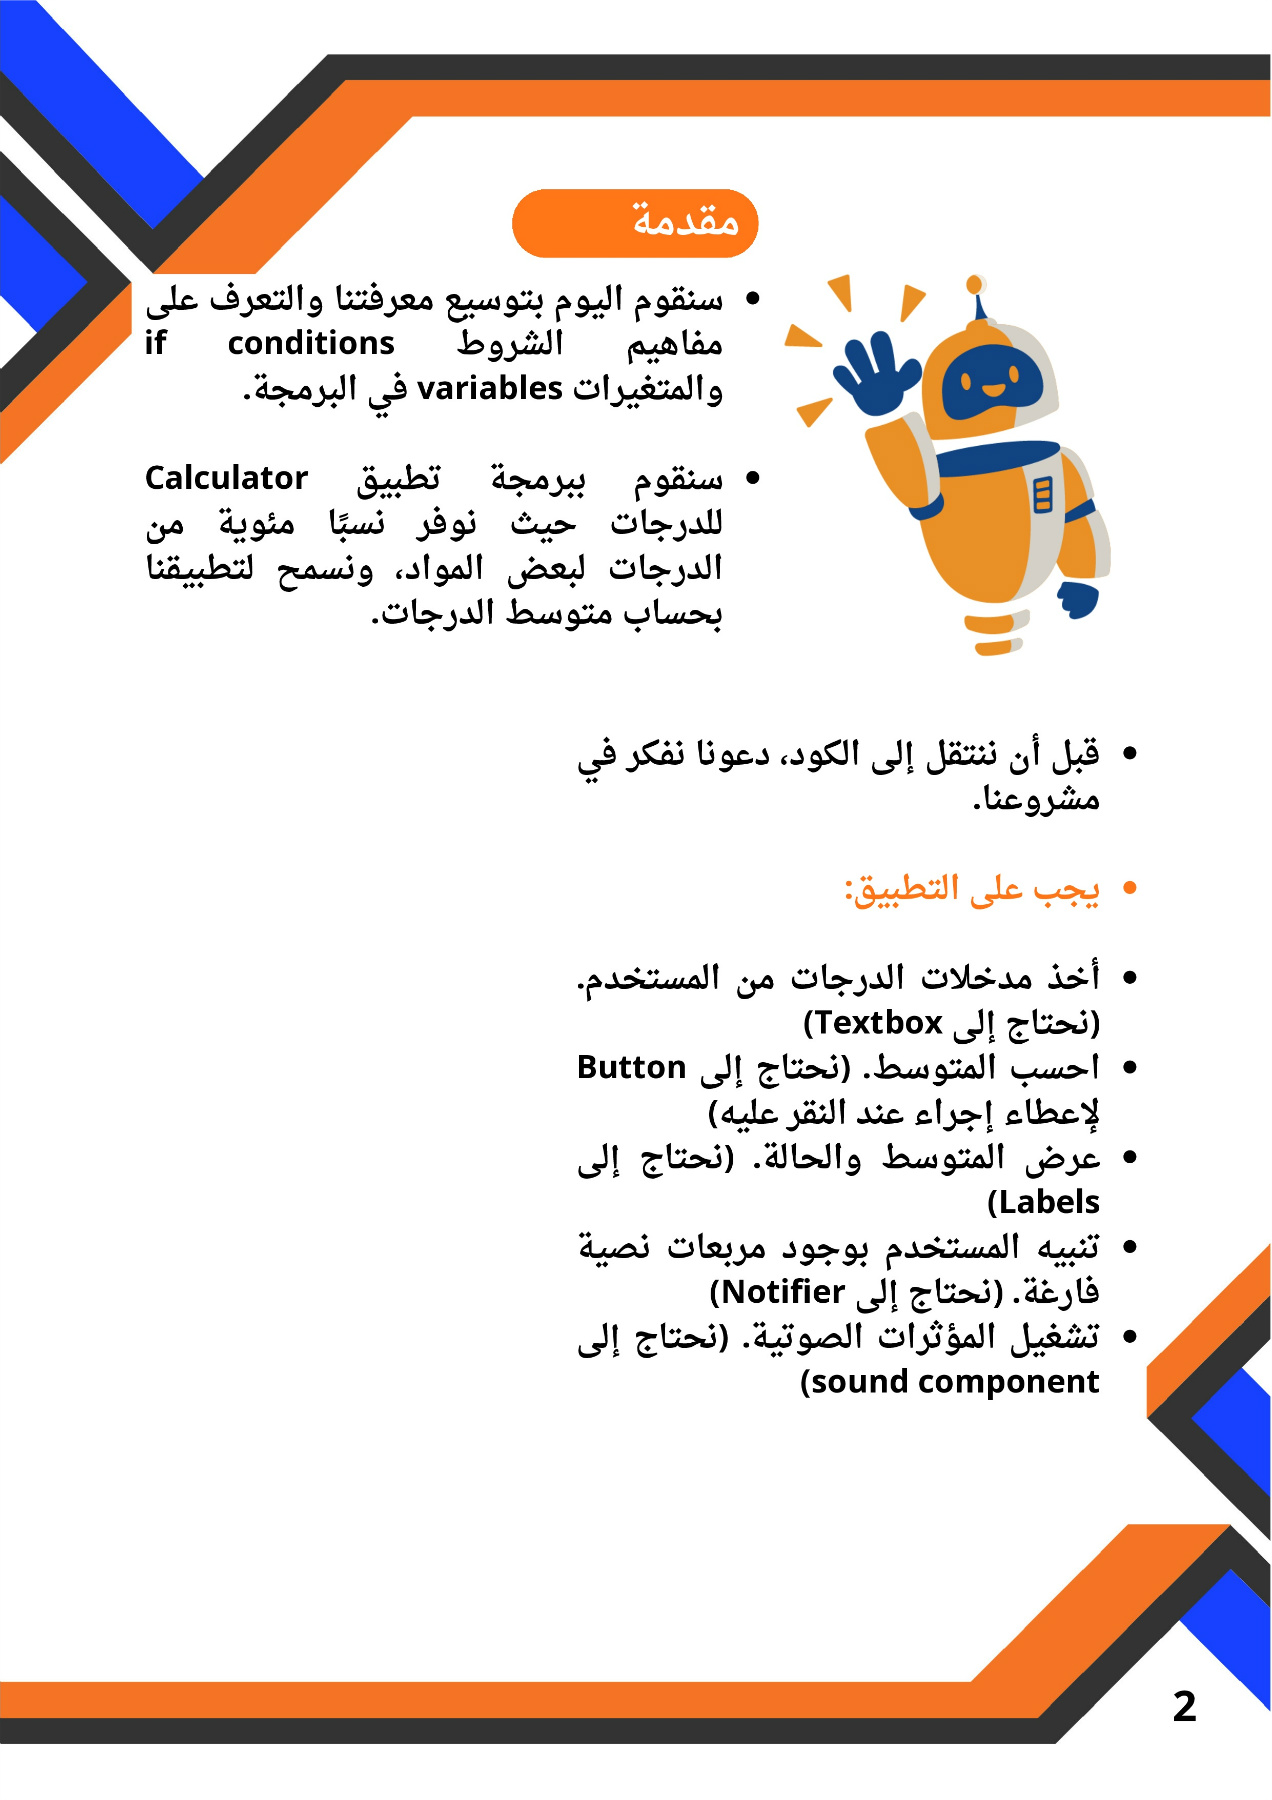 مقدمة
• سنقوم اليوم بتوسيع معرفتنا والتعرف على
مفاهيم الشروط if conditions
والمتغيرات variables في البرمجة.
• سنقوم ببرمجة تطبيق Calculator
للدرجات حيث نوفر نسبًا مئوية من
الدرجات لبعض المواد، ونسمح لتطبيقنا
بحساب متوسط الدرجات.
• قبل أن ننتقل إلى الكود، دعونا نفكر في
مشروعنا.
• يجب على التطبيق:
• أخذ مدخلات الدرجات من المستخدم.
(نحتاج إلى Textbox)
• احسب المتوسط. (نحتاج إلى Button
لإعطاء إجراء عند النقر عليه)
• عرض المتوسط والحالة. (نحتاج إلى
Labels)
• تنبيه المستخدم بوجود مربعات نصية
فارغة. (نحتاج إلى Notifier)
• تشغيل المؤثرات الصوتية. (نحتاج إلى
sound component)
2